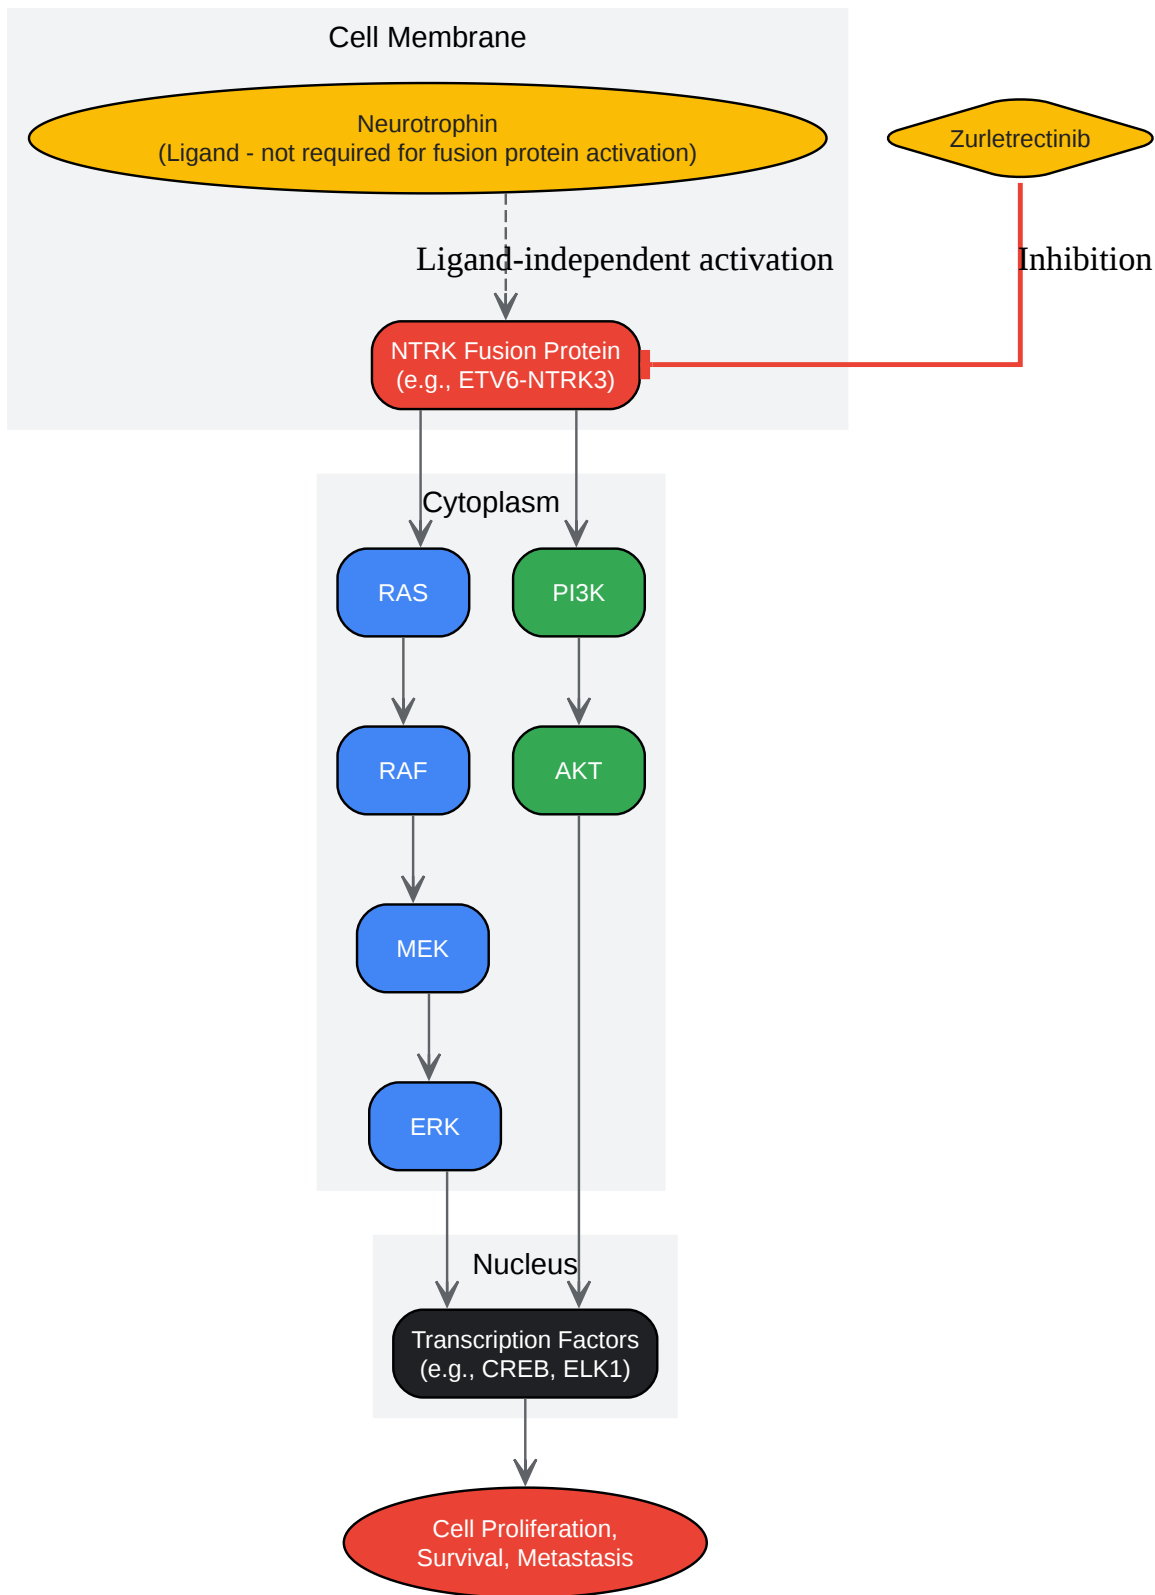 Cell Membrane
Neurotrophin
(Ligand - not required for fusion protein activation)
Zurletrectinib
Ligand-independent activation
Inhibition
NTRK Fusion Protein
(e.g., ETV6-NTRK3)
Cytoplasm
RAS
PI3K
RAF
AKT
MEK
ERK
Nucleus
Transcription Factors
(e.g., CREB, ELK1)
Cell Proliferation,
Survival, Metastasis